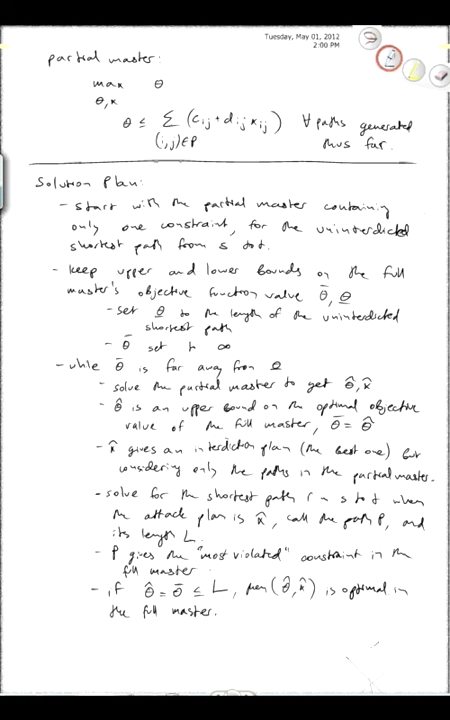 Tuesday, May 01, 2012
2:00 PM
partial master:
max θ
θ,x
θ ≤ Σ (c_ij + d_ij x_ij) ∀ paths generated
(i,j)∈P thus far.
Solution Plan:
- start with the partial master containing
only one constraint, for the uninterdicted
shortest path from s to t.
- keep upper and lower bounds on the full
master's objective function value θ̄, θ̲
- set θ̲ to the length of the uninterdicted
shortest path
- θ̄ set to ∞
- while θ̄ is far away from θ̲
- solve the partial master to get θ̂, x̂
- θ̂ is an upper bound on the optimal objective
value of the full master, θ̄ = θ̂
- x̂ gives an interdiction plan (the best one) but
considering only the paths in the partial master.
- solve for the shortest path from s to t when
the attack plan is x̂, call the path P, and
its length L.
- P gives the "most violated" constraint in the
full master
- if θ̂ = θ̄ ≤ L, then (θ̂, x̂) is optimal in
the full master.